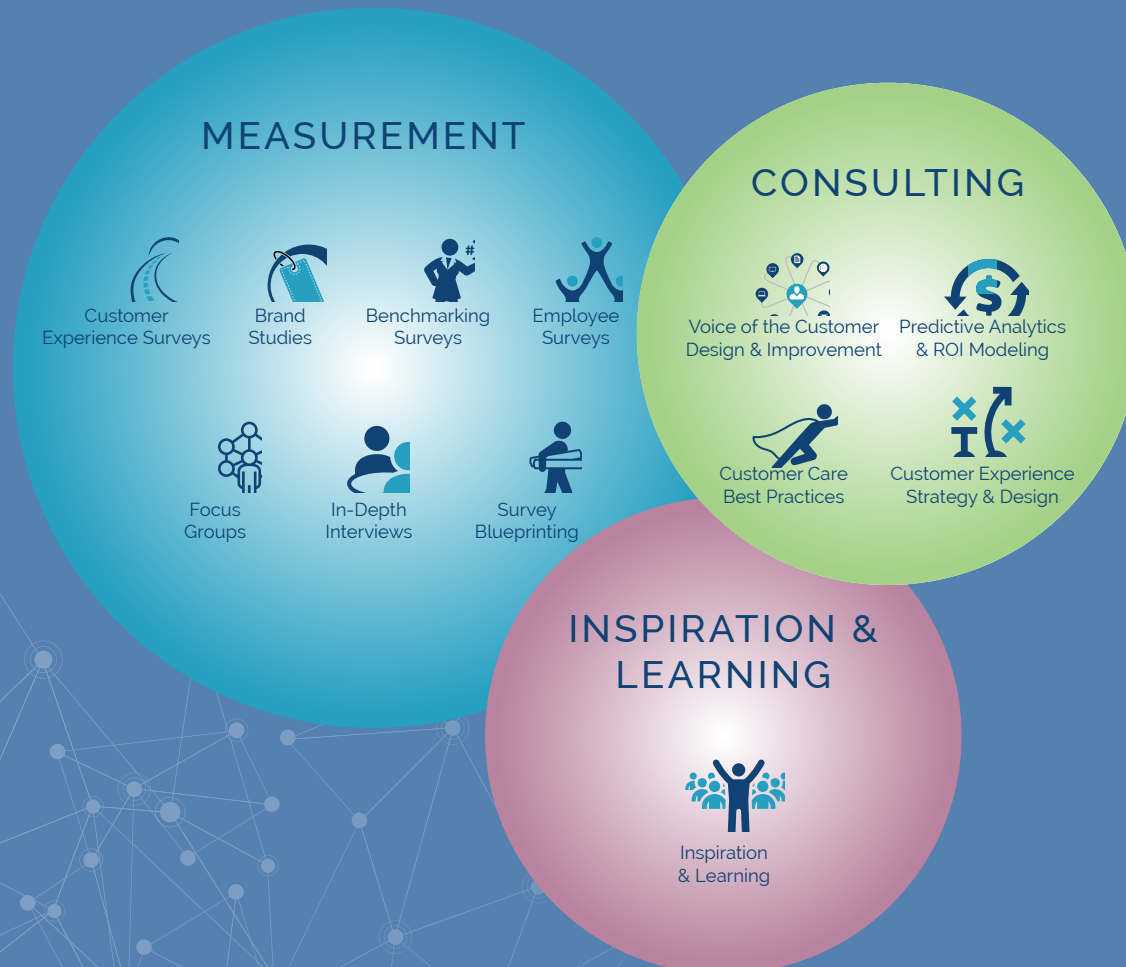 MEASUREMENT
Customer
Experience Surveys
Brand
Studies
Benchmarking
Surveys
#
Employee
Surveys
Focus
Groups
In-Depth
Interviews
Survey
Blueprinting
CONSULTING
Voice of the Customer
Design & Improvement
$
Predictive Analytics
& ROI Modeling
Customer Care
Best Practices
Customer Experience
Strategy & Design
INSPIRATION &
LEARNING
Inspiration
& Learning